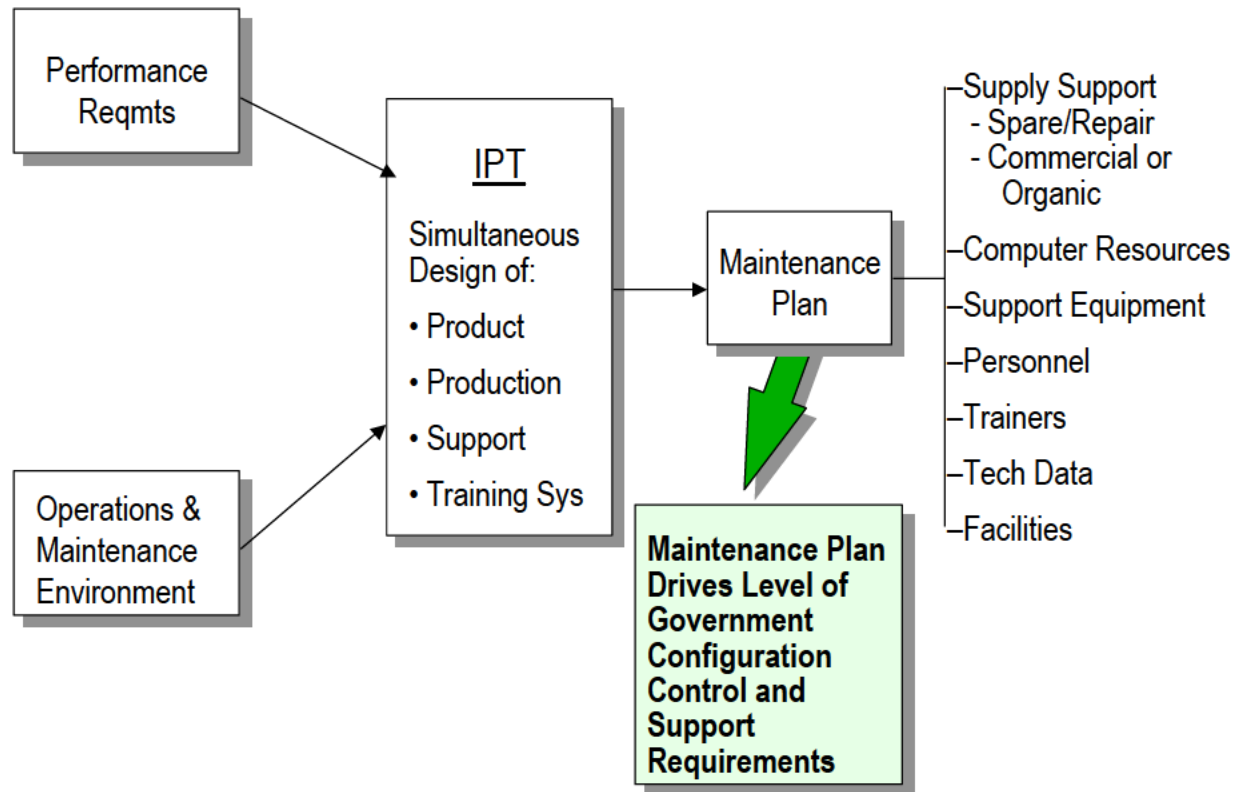 Performance
Reqmts
Operations &
Maintenance
Environment
IPT
Simultaneous
Design of:
• Product
• Production
• Support
• Training Sys
Maintenance
Plan
Maintenance Plan
Drives Level of
Government
Configuration
Control and
Support
Requirements
–Supply Support
- Spare/Repair
- Commercial or
Organic
–Computer Resources
–Support Equipment
–Personnel
–Trainers
–Tech Data
–Facilities